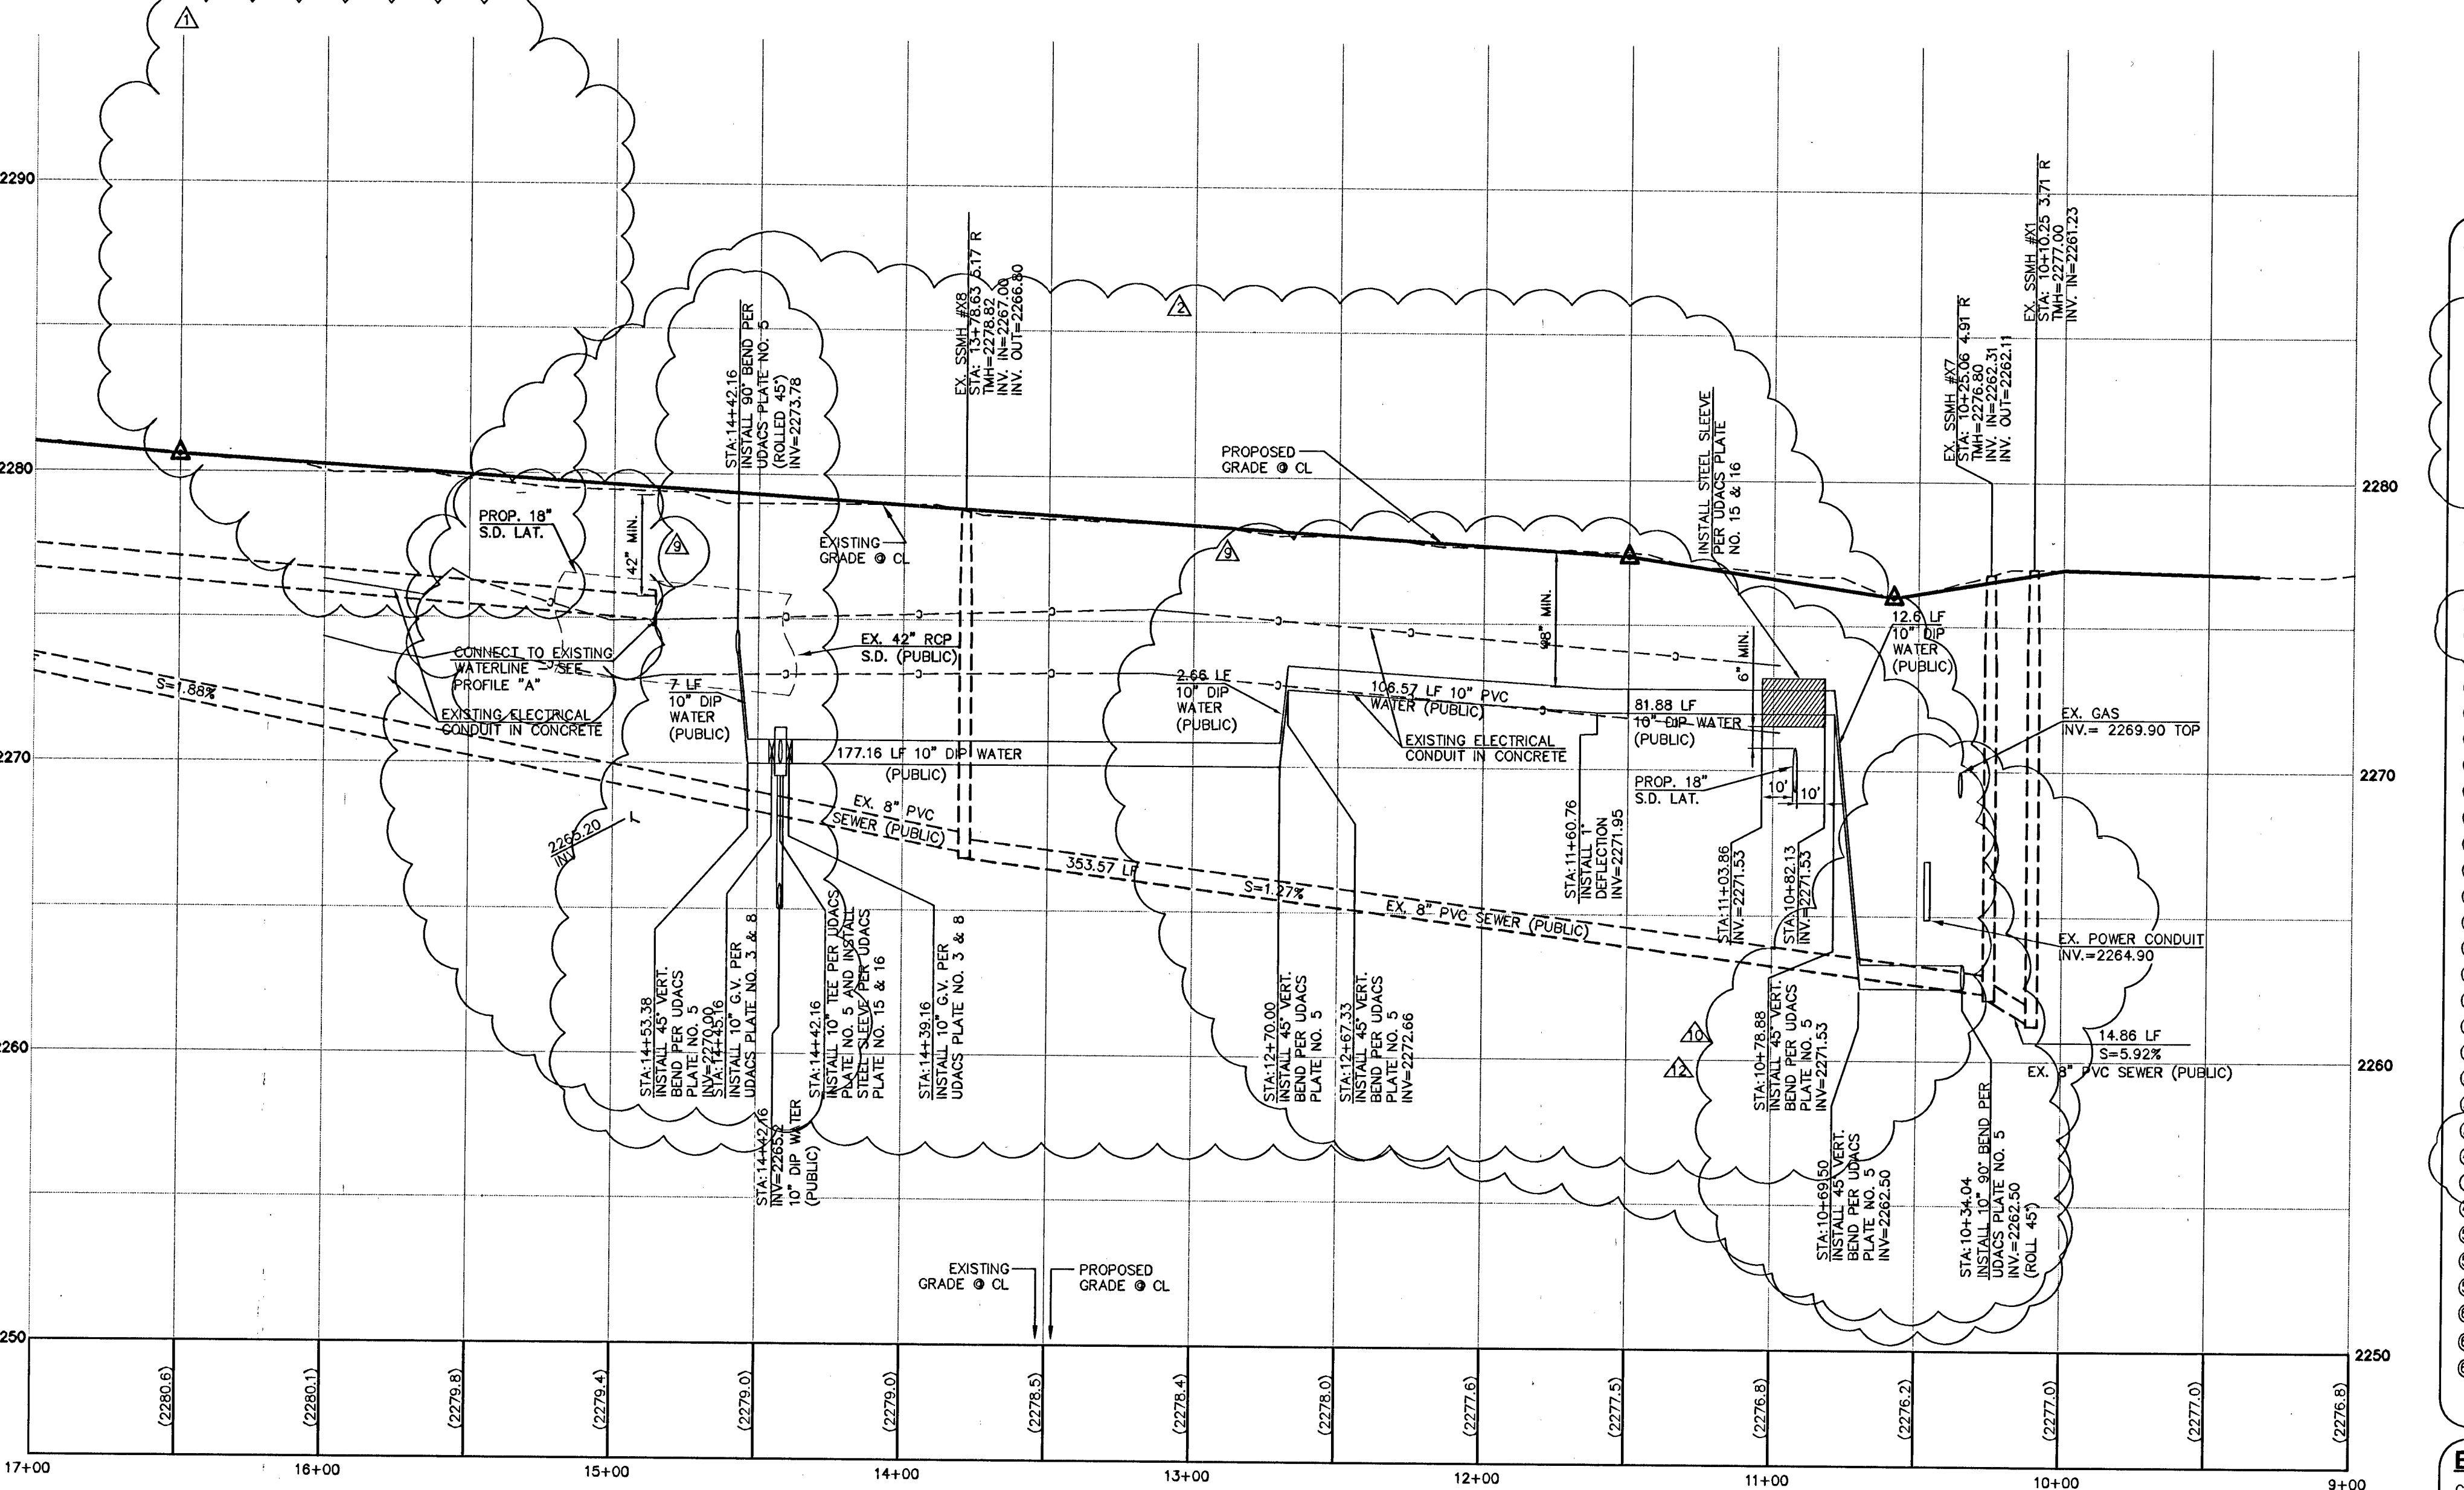 1
2290
2280
2270
2260
2250
2280
2270
2260
2250
STA:14+42.16
INSTALL 90° BEND PER
UDACS PLATE NO. 5
(ROLLED 45°)
INV=2273.78
EX. SSMH #X8
STA: 13+78.63 5.17 R
TMH=2278.82
INV. IN=2267.00
INV. OUT=2266.80
2
EX. SSMH #X7
STA: 10+25.06 4.91 R
TMH=2276.80
INV. IN=2262.31
INV. OUT=2262.11
EX. SSMH #X1
STA: 10+10.25 3.71 R
TMH=2277.00
INV. IN=2261.23
INSTALL STEEL SLEEVE
PER UDACS PLATE
NO. 15 & 16
PROPOSED
GRADE @ CL
PROP. 18"
S.D. LAT.
42" MIN.
9
EXISTING
GRADE @ CL
9
48" MIN.
6" MIN.
12.6 LF
10" DIP
WATER
(PUBLIC)
CONNECT TO EXISTING
WATERLINE - SEE
PROFILE "A"
EX. 42" RCP
S.D. (PUBLIC)
S=1.88%
EXISTING ELECTRICAL
CONDUIT IN CONCRETE
7 LF
10" DIP
WATER
(PUBLIC)
2.66 LF
10" DIP
WATER
(PUBLIC)
106.57 LF 10" PVC
WATER (PUBLIC)
81.88 LF
10" DIP WATER
(PUBLIC)
EXISTING ELECTRICAL
CONDUIT IN CONCRETE
177.16 LF 10" DIP WATER
(PUBLIC)
EX. GAS
INV.= 2269.90 TOP
PROP. 18"
S.D. LAT.
10'
10'
EX. 8" PVC
SEWER (PUBLIC)
2265.20
INV
353.57 LF
S=1.27%
EX. 8" PVC SEWER (PUBLIC)
STA:11+60.76
INSTALL 1°
DEFLECTION
INV=2271.95
STA:11+03.86
INV.=2271.53
STA:10+82.13
INV.=2271.53
EX. POWER CONDUIT
INV.=2264.90
STA:14+53.38
INSTALL 45° VERT.
BEND PER UDACS
PLATE NO. 5
INV=2270.00
STA:14+45.16
INSTALL 10" G.V. PER
UDACS PLATE NO. 3 & 8
STA:14+42.16
INSTALL 10" TEE PER UDACS
PLATE NO. 5 AND INSTALL
STEEL SLEEVE PER UDACS
PLATE NO. 15 & 16
STA:14+39.16
INSTALL 10" G.V. PER
UDACS PLATE NO. 3 & 8
STA:14+42.16
INV=2265.2
10" DIP WATER
(PUBLIC)
STA:12+70.00
INSTALL 45° VERT.
BEND PER UDACS
PLATE NO. 5
STA:12+67.33
INSTALL 45° VERT.
BEND PER UDACS
PLATE NO. 5
INV=2272.66
10
12
STA:10+78.88
INSTALL 45° VERT.
BEND PER UDACS
PLATE NO. 5
INV=2271.53
14.86 LF
S=5.92%
EX. 8" PVC SEWER (PUBLIC)
STA:10+69.50
INSTALL 45° VERT.
BEND PER UDACS
PLATE NO. 5
INV=2262.50
STA:10+34.04
INSTALL 10" 90° BEND PER
UDACS PLATE NO. 5
INV.=2262.50
(ROLL 45°)
EXISTING
GRADE @ CL
PROPOSED
GRADE @ CL
(2280.6)
(2280.1)
(2279.8)
(2279.4)
(2279.0)
(2279.0)
(2278.5)
(2278.4)
(2278.0)
(2277.6)
(2277.5)
(2276.8)
(2276.2)
(2277.0)
(2277.0)
(2276.8)
17+00
16+00
15+00
14+00
13+00
12+00
11+00
10+00
9+00